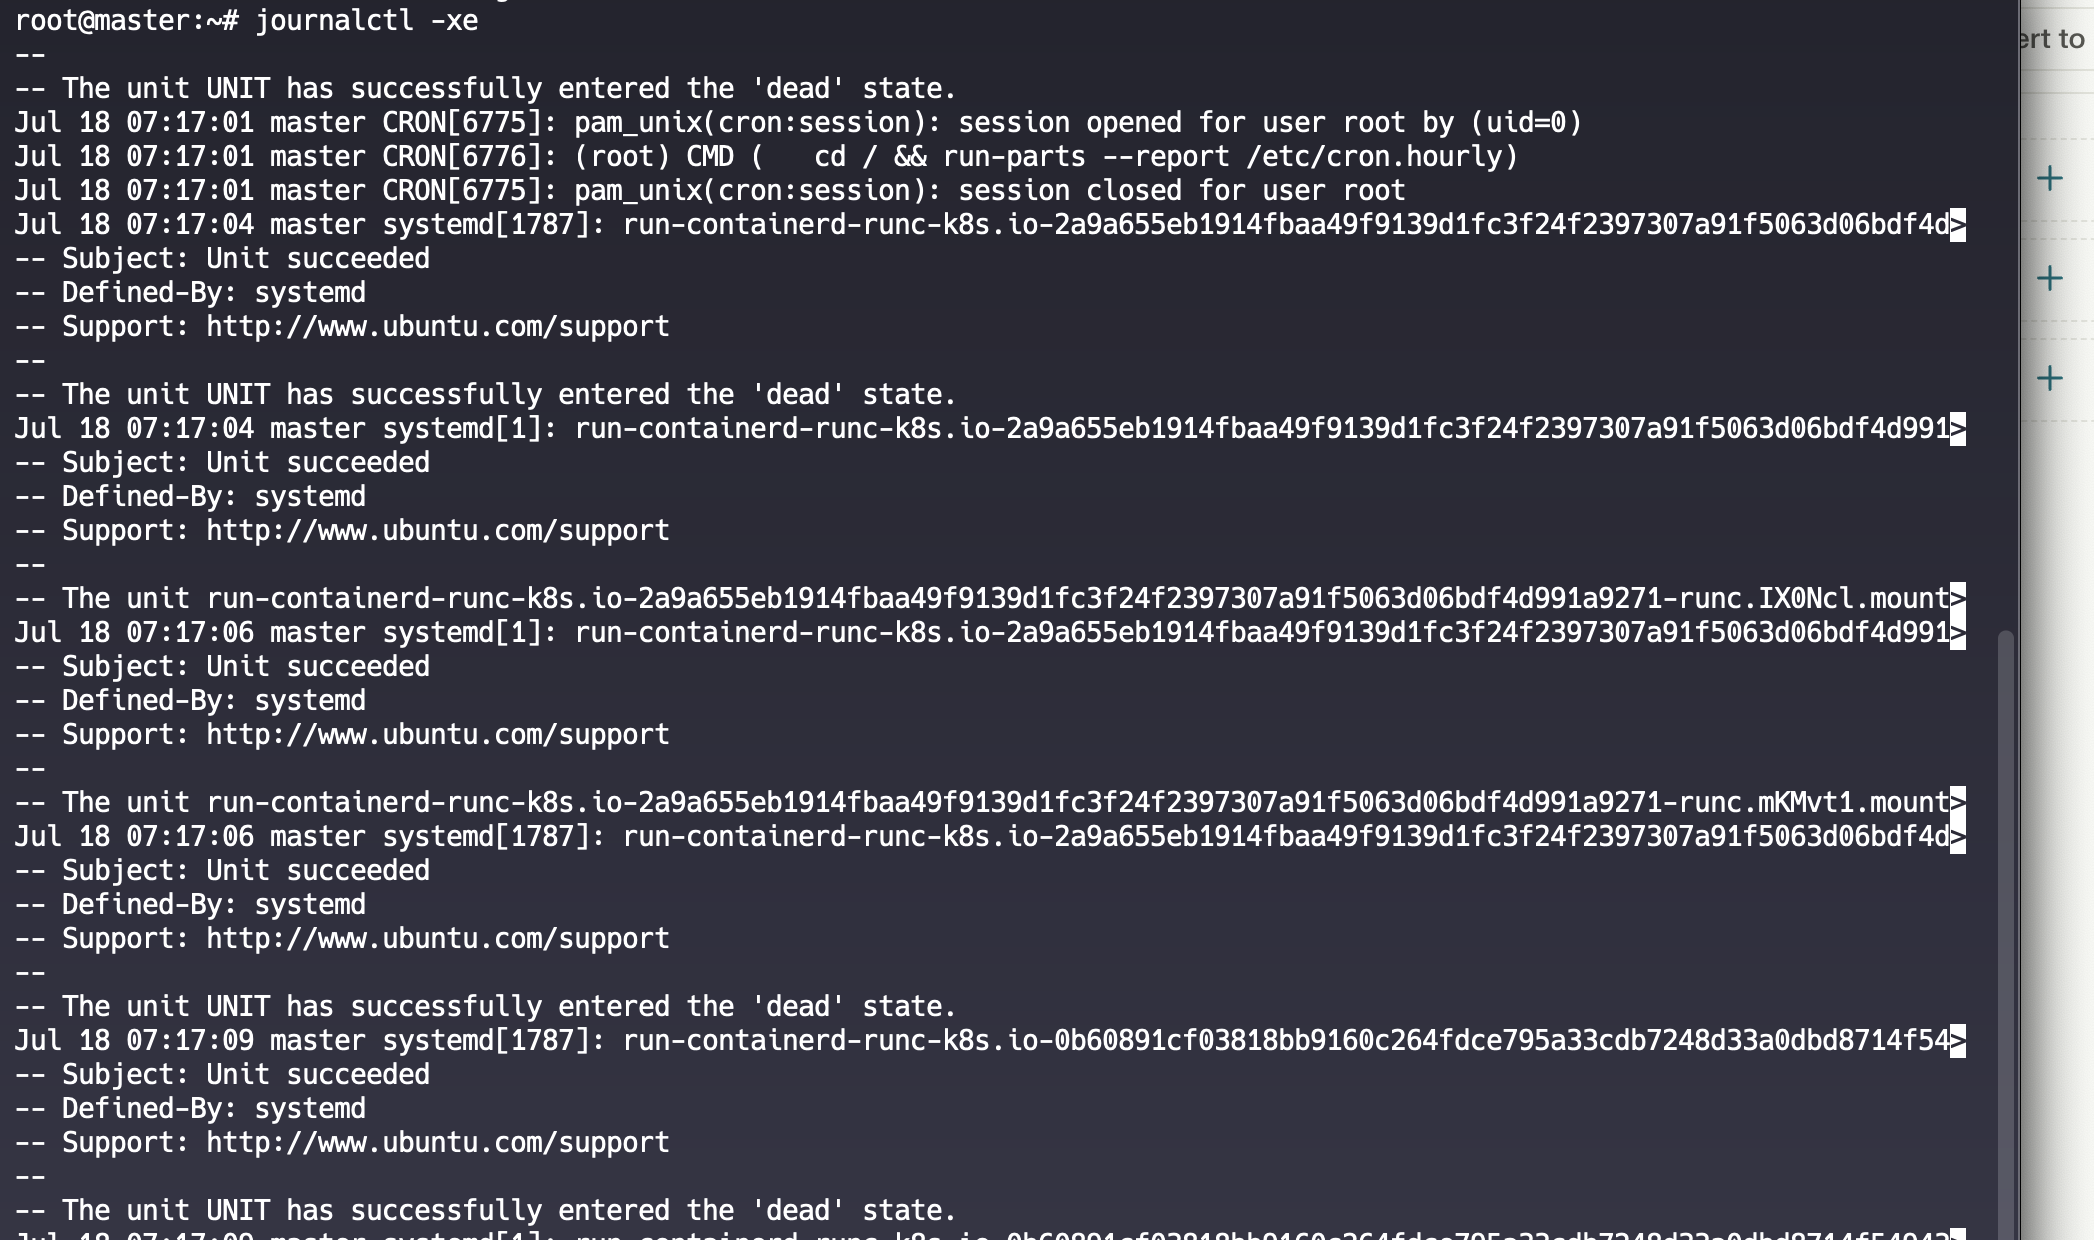 root@master:~# journalctl -xe
--
-- The unit UNIT has successfully entered the 'dead' state.
Jul 18 07:17:01 master CRON[6775]: pam_unix(cron:session): session opened for user root by (uid=0)
Jul 18 07:17:01 master CRON[6776]: (root) CMD (   cd / && run-parts --report /etc/cron.hourly)
Jul 18 07:17:01 master CRON[6775]: pam_unix(cron:session): session closed for user root
Jul 18 07:17:04 master systemd[1787]: run-containerd-runc-k8s.io-2a9a655eb1914fbaa49f9139d1fc3f24f2397307a91f5063d06bdf4d>
-- Subject: Unit succeeded
-- Defined-By: systemd
-- Support: http://www.ubuntu.com/support
--
-- The unit UNIT has successfully entered the 'dead' state.
Jul 18 07:17:04 master systemd[1]: run-containerd-runc-k8s.io-2a9a655eb1914fbaa49f9139d1fc3f24f2397307a91f5063d06bdf4d991>
-- Subject: Unit succeeded
-- Defined-By: systemd
-- Support: http://www.ubuntu.com/support
--
-- The unit run-containerd-runc-k8s.io-2a9a655eb1914fbaa49f9139d1fc3f24f2397307a91f5063d06bdf4d991a9271-runc.IX0Ncl.mount>
Jul 18 07:17:06 master systemd[1]: run-containerd-runc-k8s.io-2a9a655eb1914fbaa49f9139d1fc3f24f2397307a91f5063d06bdf4d991>
-- Subject: Unit succeeded
-- Defined-By: systemd
-- Support: http://www.ubuntu.com/support
--
-- The unit run-containerd-runc-k8s.io-2a9a655eb1914fbaa49f9139d1fc3f24f2397307a91f5063d06bdf4d991a9271-runc.mKMvt1.mount>
Jul 18 07:17:06 master systemd[1787]: run-containerd-runc-k8s.io-2a9a655eb1914fbaa49f9139d1fc3f24f2397307a91f5063d06bdf4d>
-- Subject: Unit succeeded
-- Defined-By: systemd
-- Support: http://www.ubuntu.com/support
--
-- The unit UNIT has successfully entered the 'dead' state.
Jul 18 07:17:09 master systemd[1787]: run-containerd-runc-k8s.io-0b60891cf03818bb9160c264fdce795a33cdb7248d33a0dbd8714f54>
-- Subject: Unit succeeded
-- Defined-By: systemd
-- Support: http://www.ubuntu.com/support
--
-- The unit UNIT has successfully entered the 'dead' state.
ert to